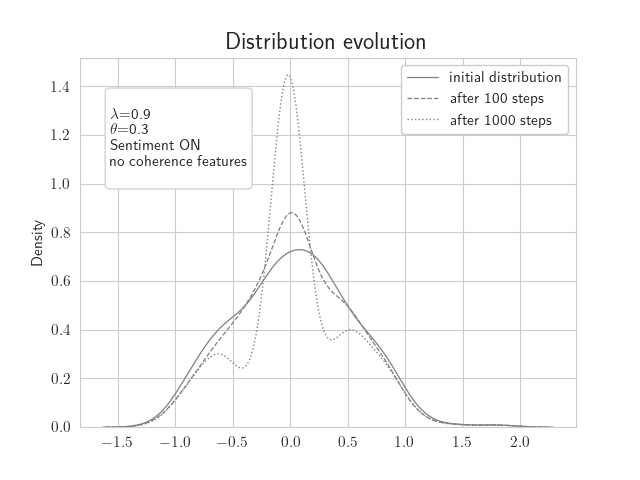 Distribution evolution
initial distribution
after 100 steps
after 1000 steps
λ=0.9
θ=0.3
Sentiment ON
no coherence features
Density
1.4
1.2
1.0
0.8
0.6
0.4
0.2
0.0
−1.5 −1.0 −0.5 0.0 0.5 1.0 1.5 2.0